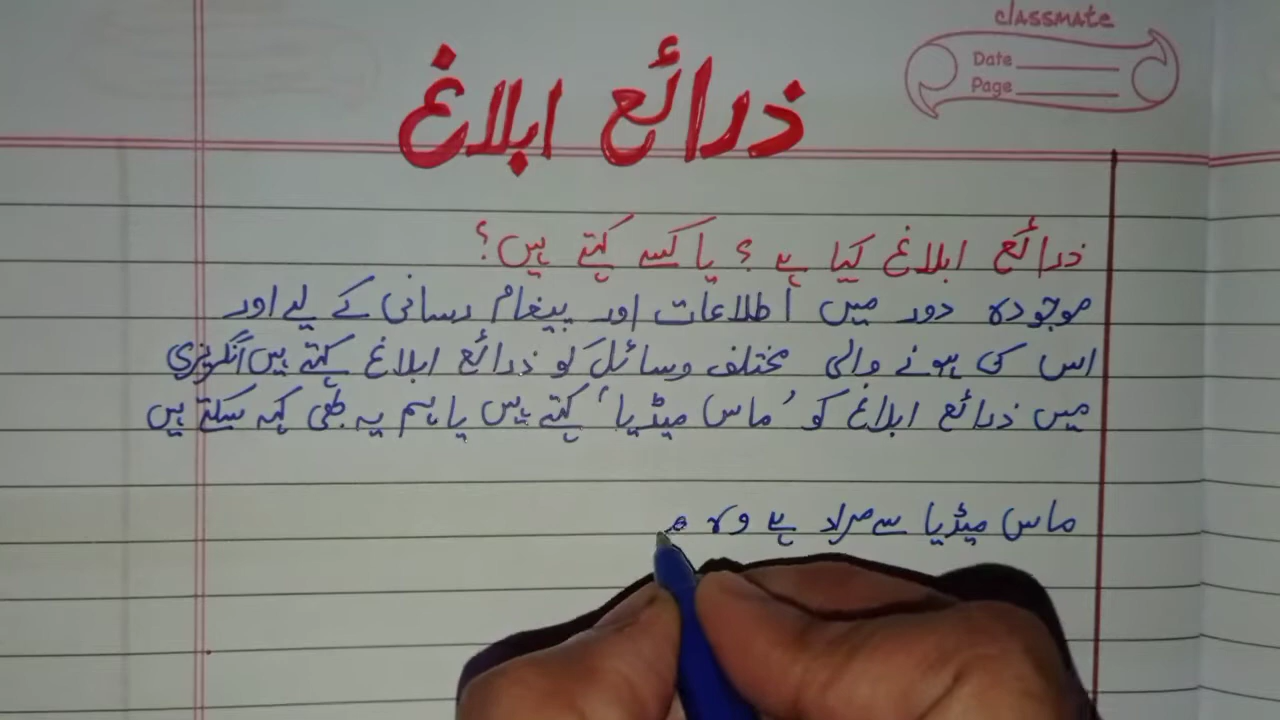 classmate
Date
Page
ذرائع ابلاغ
ذرائع ابلاغ کیا ہے ؟ یا کسے کہتے ہیں؟
موجودہ دور میں اطلاعات اور پیغام رسانی کے لیے اور
اس کی ہونے والی مختلف وسائل کو ذرائع ابلاغ کہتے ہیں انگریزی
میں ذرائع ابلاغ کو ’ماس میڈیا‘ کہتے ہیں یا ہم یہ بھی کہہ سکتے ہیں
ماس میڈیا سے مراد ہے وہ